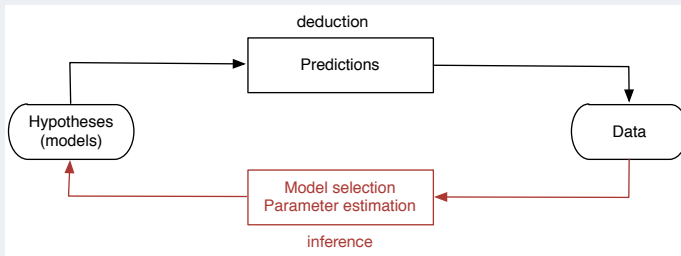 deduction
Predictions
Hypotheses
(models)
Data
Model selection
Parameter estimation
inference